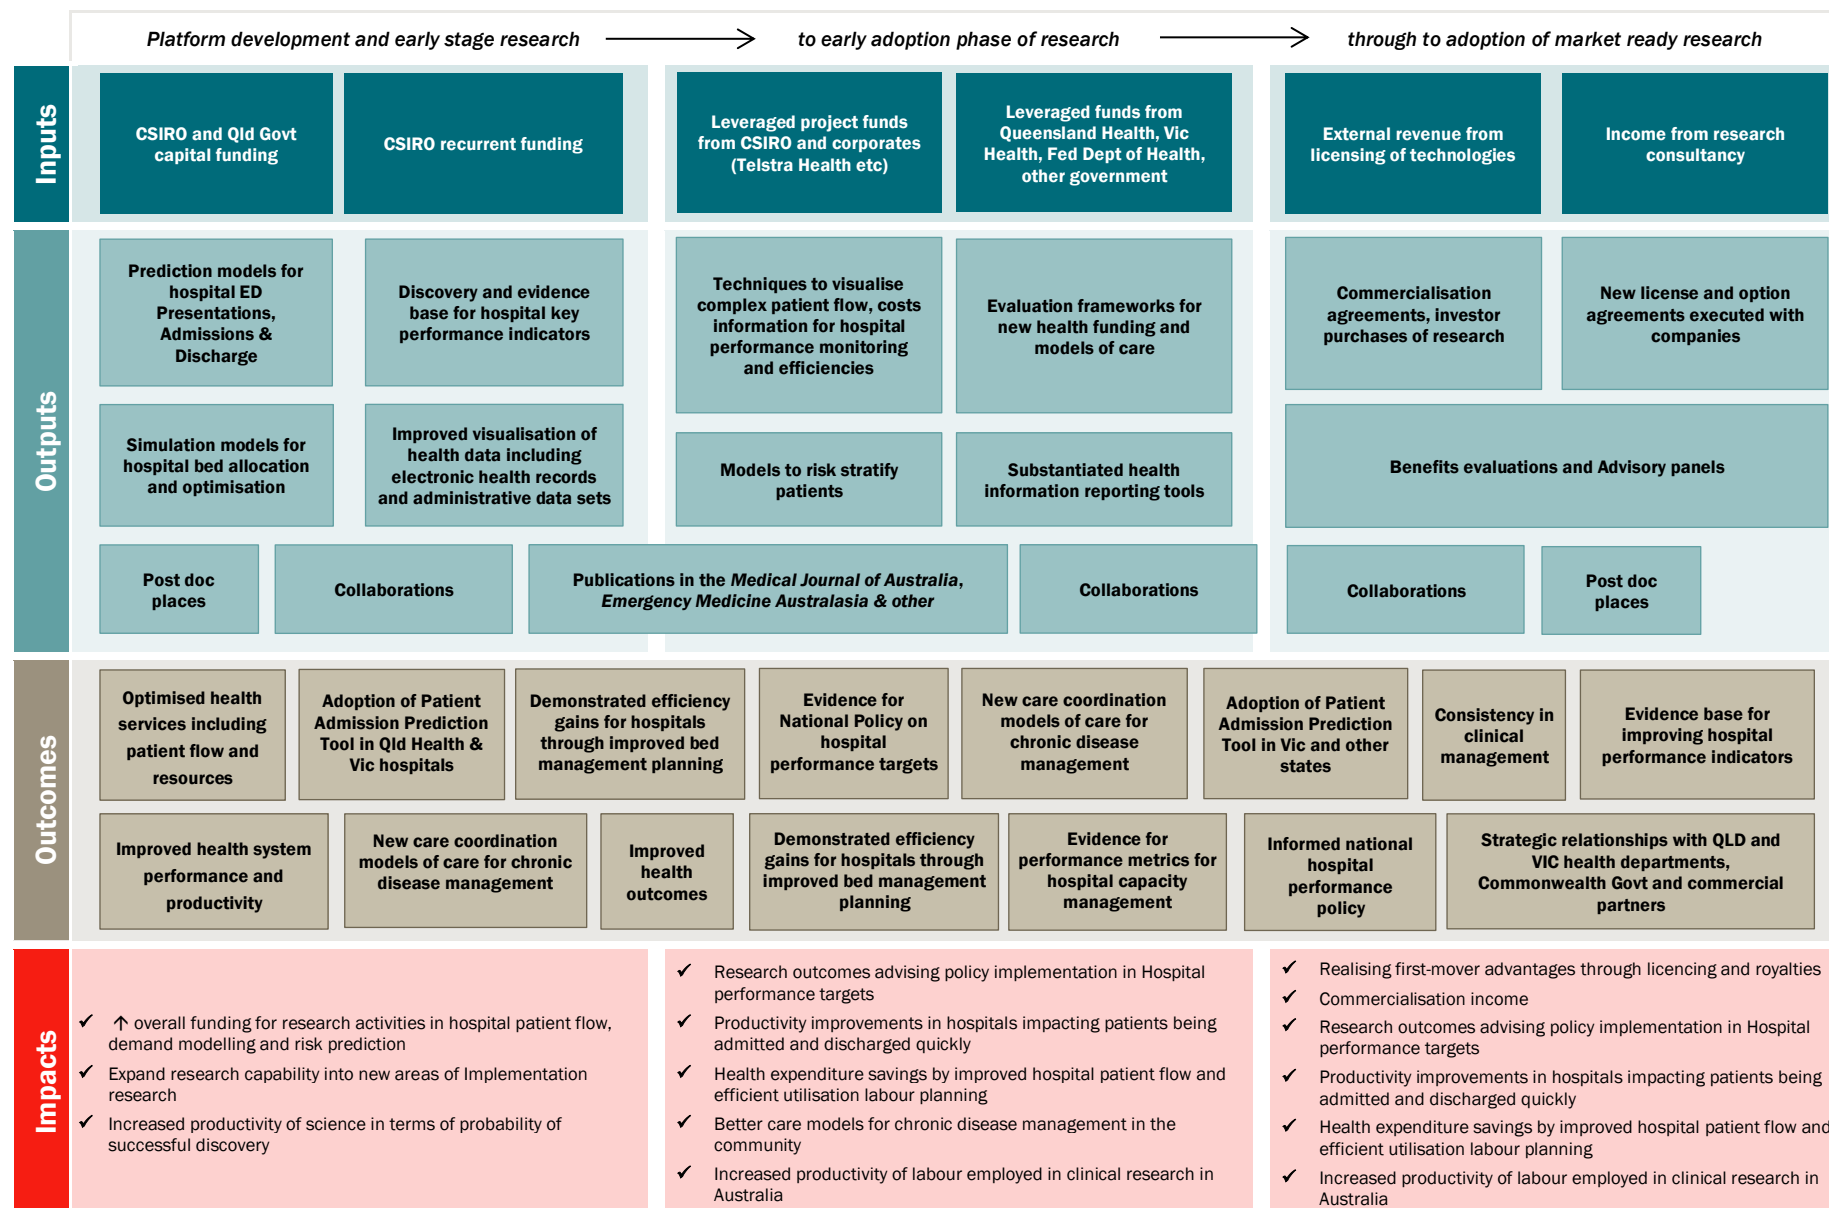 Platform development and early stage research
to early adoption phase of research
through to adoption of market ready research
Inputs
CSIRO and Qld Govt
capital funding
CSIRO recurrent funding
Leveraged project funds
from CSIRO and corporates
(Telstra Health etc)
Leveraged funds from
Queensland Health, Vic
Health, Fed Dept of Health,
other government
External revenue from
licensing of technologies
Income from research
consultancy
Outputs
Prediction models for
hospital ED
Presentations,
Admissions &
Discharge
Discovery and evidence
base for hospital key
performance indicators
Techniques to visualise
complex patient flow, costs
information for hospital
performance monitoring
and efficiencies
Evaluation frameworks for
new health funding and
models of care
Commercialisation
agreements, investor
purchases of research
New license and option
agreements executed with
companies
Simulation models for
hospital bed allocation
and optimisation
Improved visualisation of
health data including
electronic health records
and administrative data sets
Models to risk stratify
patients
Substantiated health
information reporting tools
Benefits evaluations and Advisory panels
Post doc
places
Collaborations
Publications in the Medical Journal of Australia,
Emergency Medicine Australasia & other
Collaborations
Collaborations
Post doc
places
Outcomes
Optimised health
services including
patient flow and
resources
Adoption of Patient
Admission Prediction
Tool in Qld Health &
Vic hospitals
Demonstrated efficiency
gains for hospitals
through improved bed
management planning
Evidence for
National Policy on
hospital
performance targets
New care coordination
models of care for
chronic disease
management
Adoption of Patient
Admission Prediction
Tool in Vic and other
states
Consistency in
clinical
management
Evidence base for
improving hospital
performance indicators
Improved health system
performance and
productivity
New care coordination
models of care for chronic
disease management
Improved
health
outcomes
Demonstrated efficiency
gains for hospitals through
improved bed management
planning
Evidence for
performance metrics for
hospital capacity
management
Informed national
hospital
performance
policy
Strategic relationships with QLD and
VIC health departments,
Commonwealth Govt and commercial
partners
Impacts
✓ ↑ overall funding for research activities in hospital patient flow,
demand modelling and risk prediction
✓ Expand research capability into new areas of Implementation
research
✓ Increased productivity of science in terms of probability of
successful discovery
✓ Research outcomes advising policy implementation in Hospital
performance targets
✓ Productivity improvements in hospitals impacting patients being
admitted and discharged quickly
✓ Health expenditure savings by improved hospital patient flow and
efficient utilisation labour planning
✓ Better care models for chronic disease management in the
community
✓ Increased productivity of labour employed in clinical research in
Australia
✓ Realising first-mover advantages through licencing and royalties
✓ Commercialisation income
✓ Research outcomes advising policy implementation in Hospital
performance targets
✓ Productivity improvements in hospitals impacting patients being
admitted and discharged quickly
✓ Health expenditure savings by improved hospital patient flow and
efficient utilisation labour planning
✓ Increased productivity of labour employed in clinical research in
Australia